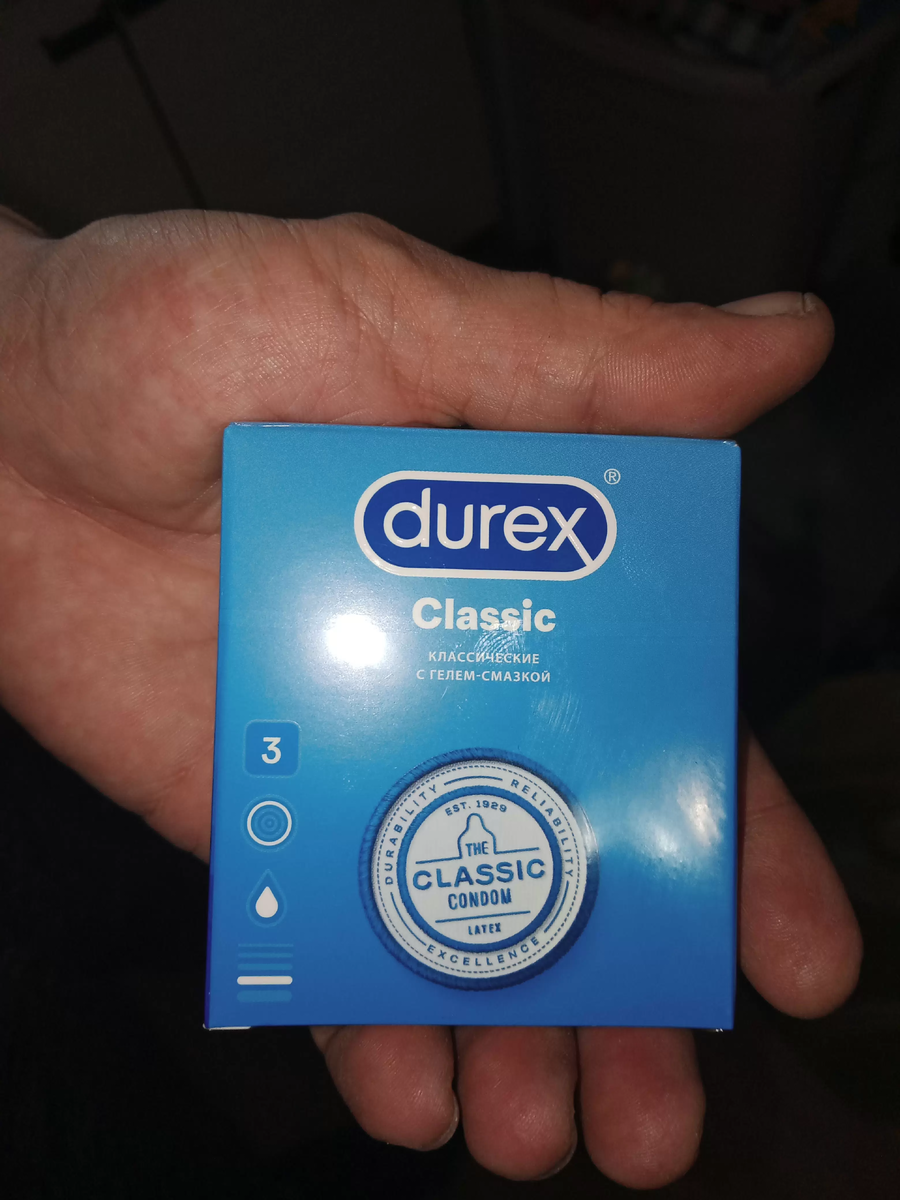 durex®
Classic
КЛАССИЧЕСКИЕ
С ГЕЛЕМ-СМАЗКОЙ
3
DURABILITY
RELIABILITY
EST. 1929
THE
CLASSIC
CONDOM
LATEX
EXCELLENCE